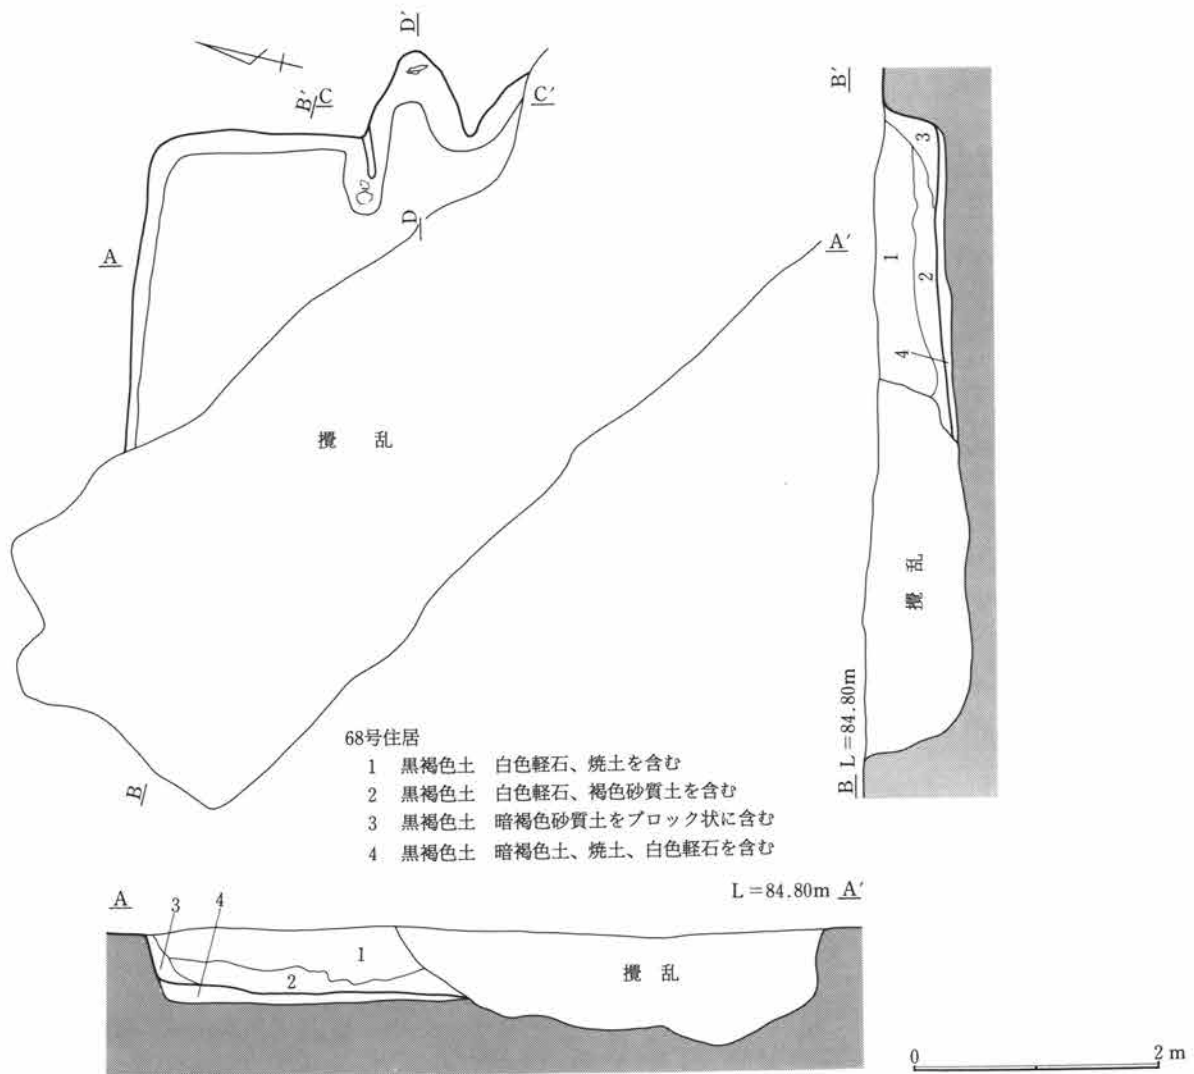 D′
B′
C
C′
B′
A
D
A′
3
1
2
4
攪乱
攪乱
B L=84.80m
B
68号住居
1 黒褐色土 白色軽石、焼土を含む
2 黒褐色土 白色軽石、褐色砂質土を含む
3 黒褐色土 暗褐色砂質土をブロック状に含む
4 黒褐色土 暗褐色土、焼土、白色軽石を含む
A
L=84.80m A′
3
4
1
2
攪乱
0
2 m